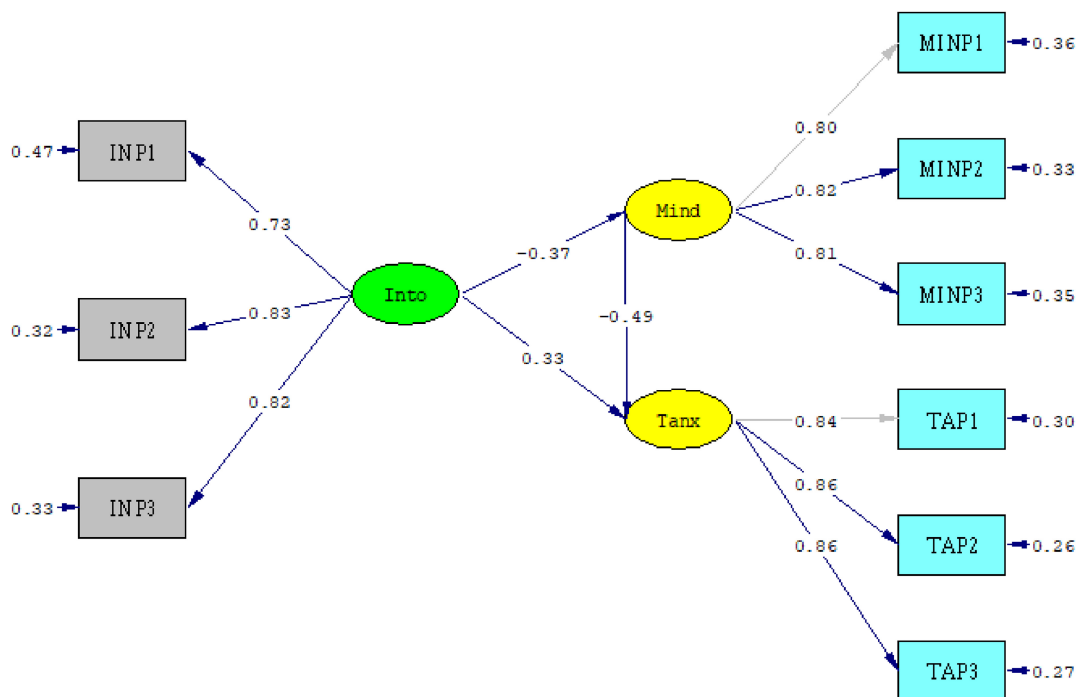 0.47
INP1
0.73
0.32
INP2
0.83
0.33
INP3
0.82
Into
-0.37
0.33
Mind
-0.49
Tanx
0.80
MINP1
0.36
0.82
MINP2
0.33
0.81
MINP3
0.35
0.84
TAP1
0.30
0.86
TAP2
0.26
0.86
TAP3
0.27